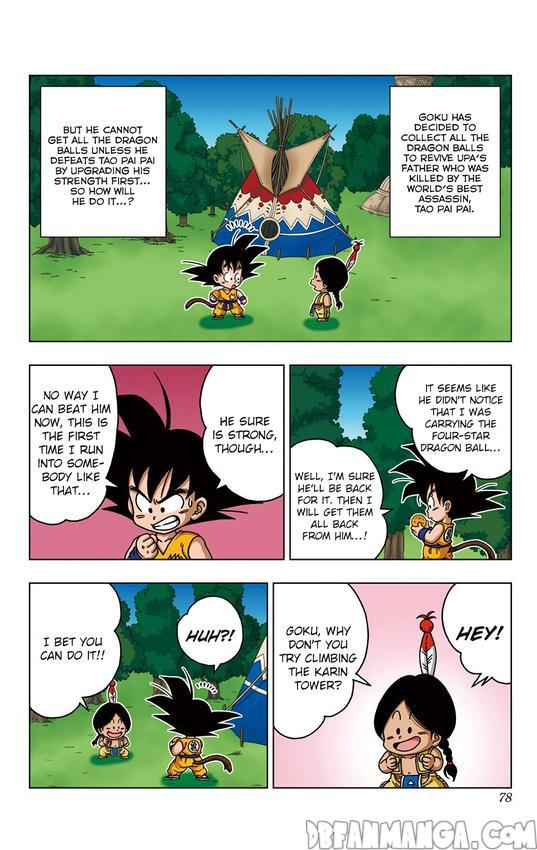 GOKU HAS
DECIDED TO
COLLECT ALL THE
DRAGON BALLS
TO REVIVE UPA'S
FATHER WHO WAS
KILLED BY THE
WORLD'S BEST
ASSASSIN,
TAO PAI PAI.
BUT HE CANNOT
GET ALL THE DRAGON
BALLS UNLESS HE
DEFEATS TAO PAI PAI
BY UPGRADING HIS
STRENGTH FIRST...
SO HOW WILL
HE DO IT...?
IT SEEMS LIKE
HE DIDN'T NOTICE
THAT I WAS
CARRYING THE
FOUR-STAR
DRAGON BALL...
WELL, I'M SURE
HE'LL BE BACK
FOR IT. THEN I
WILL GET THEM
ALL BACK
FROM HIM...!
HE SURE
IS STRONG,
THOUGH...
NO WAY I
CAN BEAT HIM
NOW, THIS IS
THE FIRST
TIME I RUN
INTO SOME-
BODY LIKE
THAT...
HEY!
GOKU, WHY
DON'T YOU
TRY CLIMBING
THE KARIN
TOWER?
HUH?!
I BET YOU
CAN DO IT!!
78
DBFANMANGA.COM